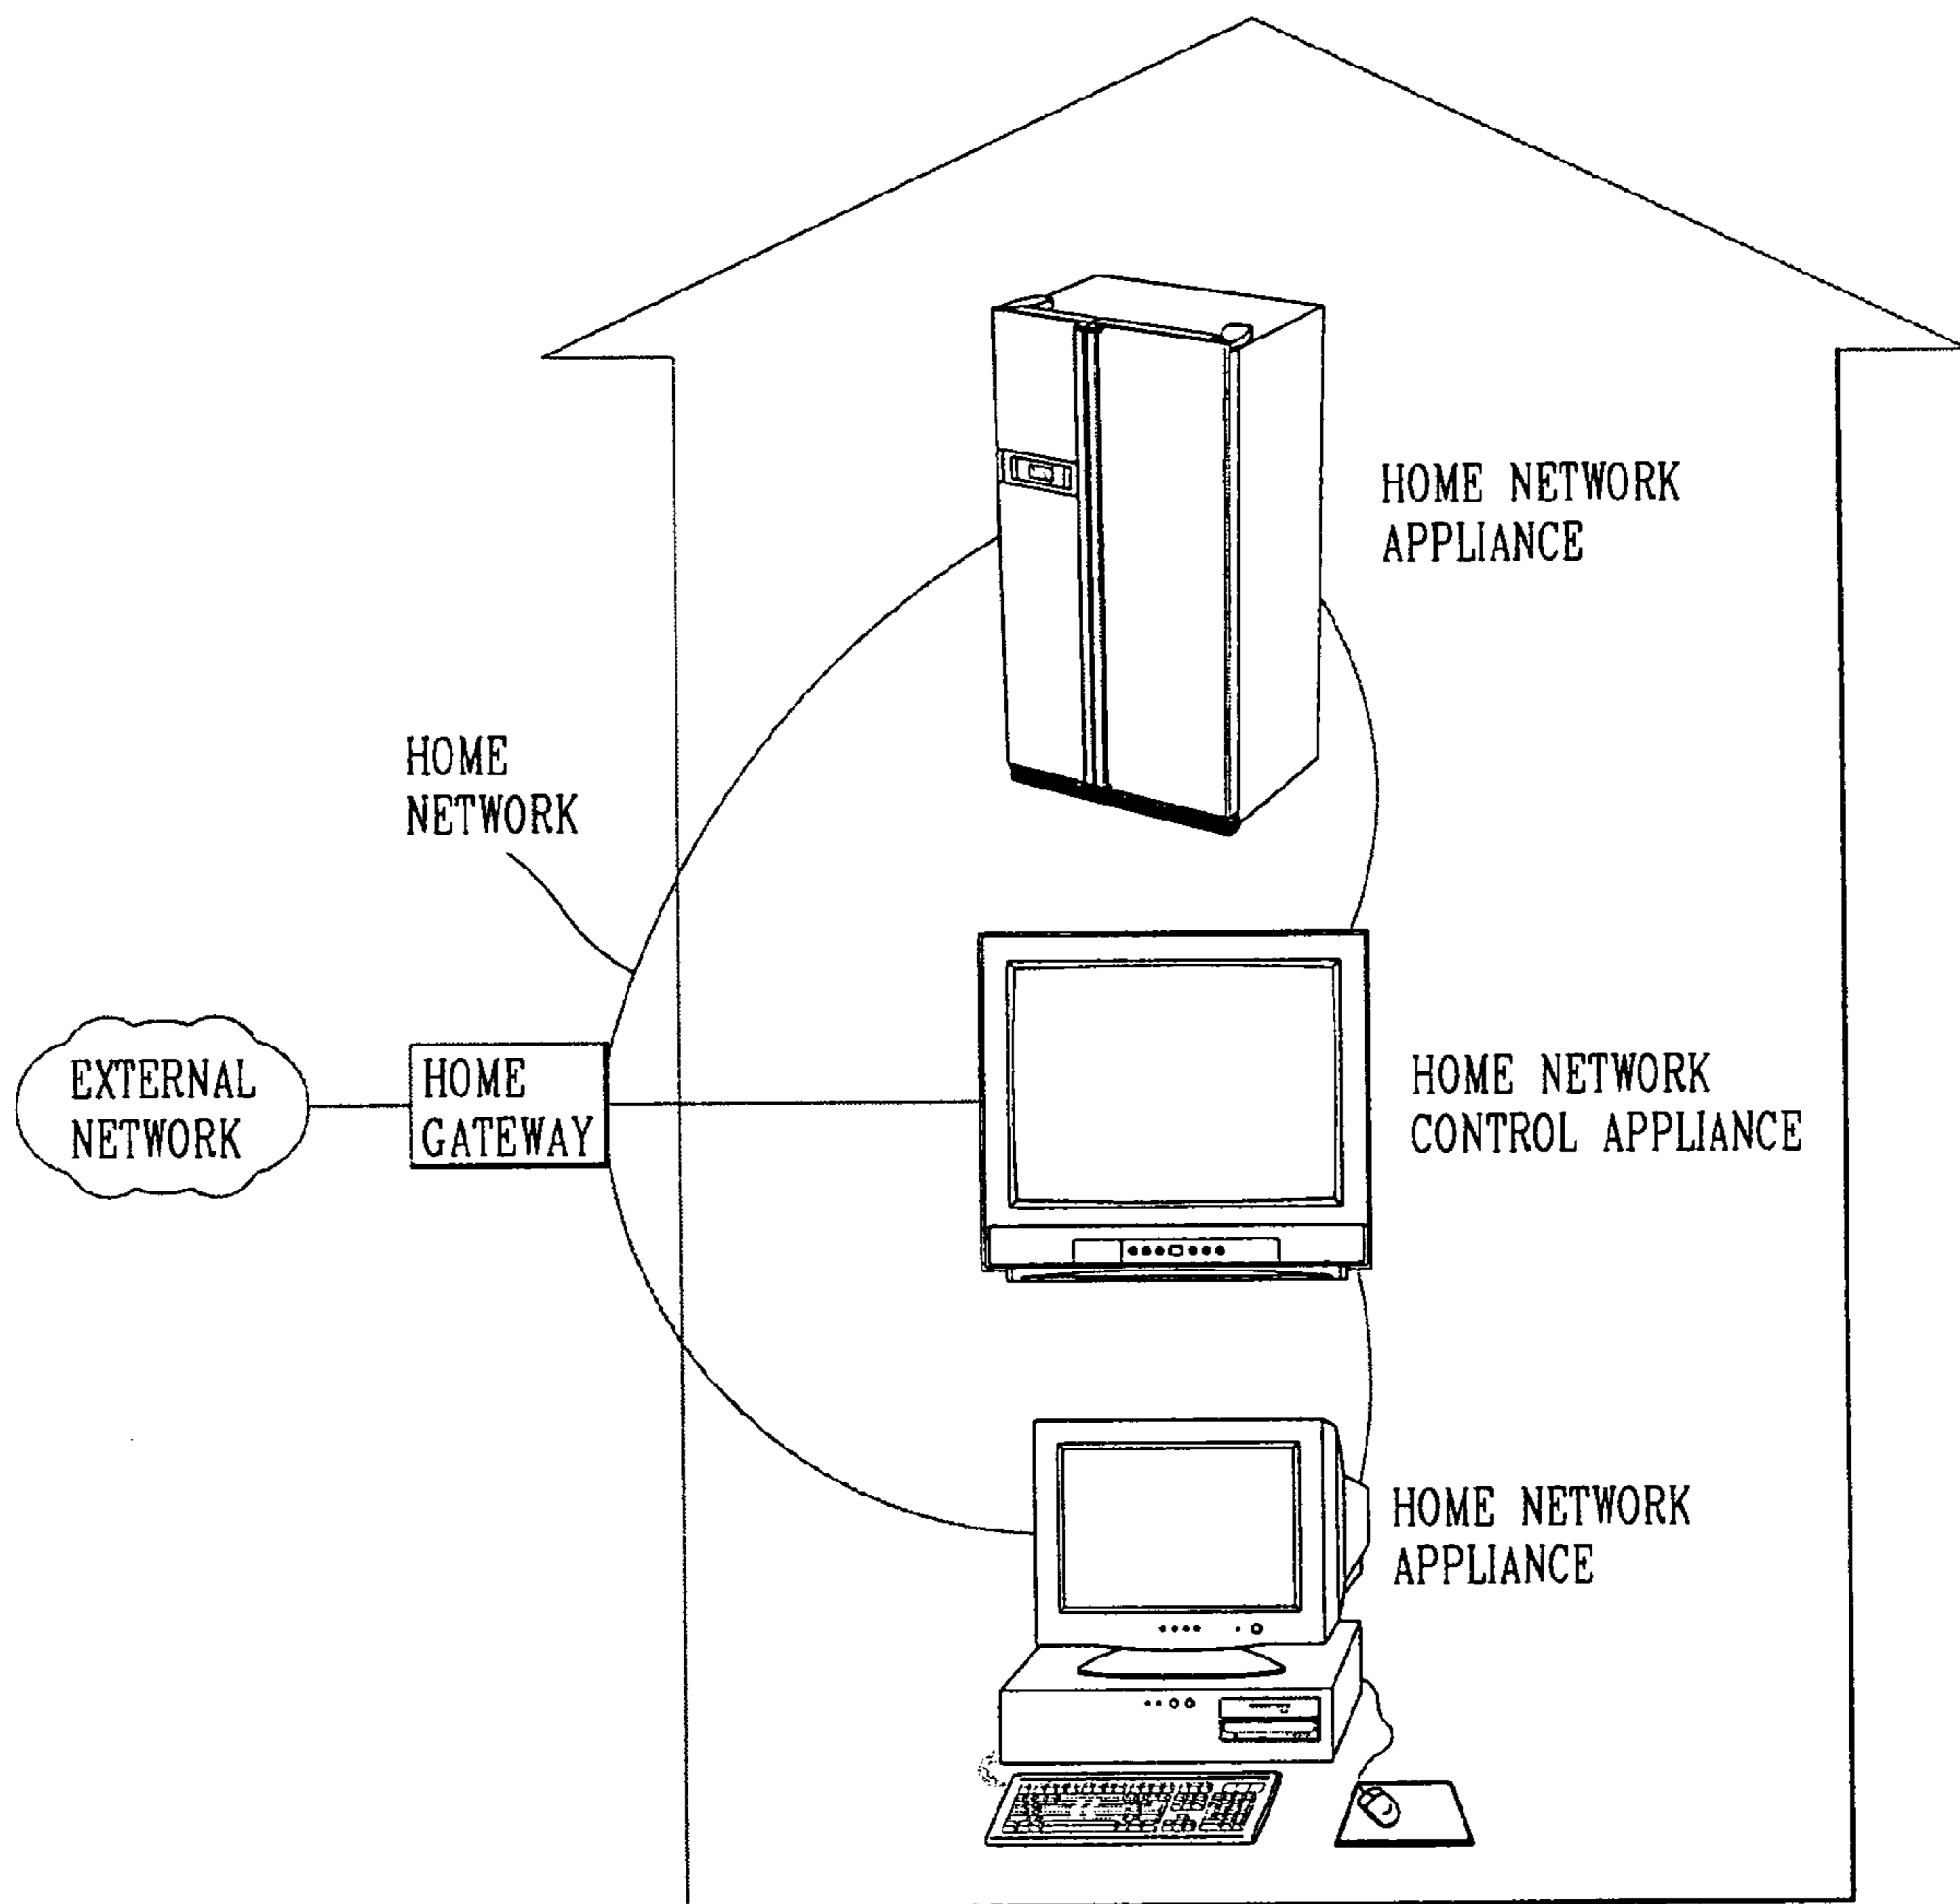 HOME NETWORK
APPLIANCE
HOME
NETWORK
EXTERNAL
NETWORK
HOME
GATEWAY
HOME NETWORK
CONTROL APPLIANCE
HOME NETWORK
APPLIANCE